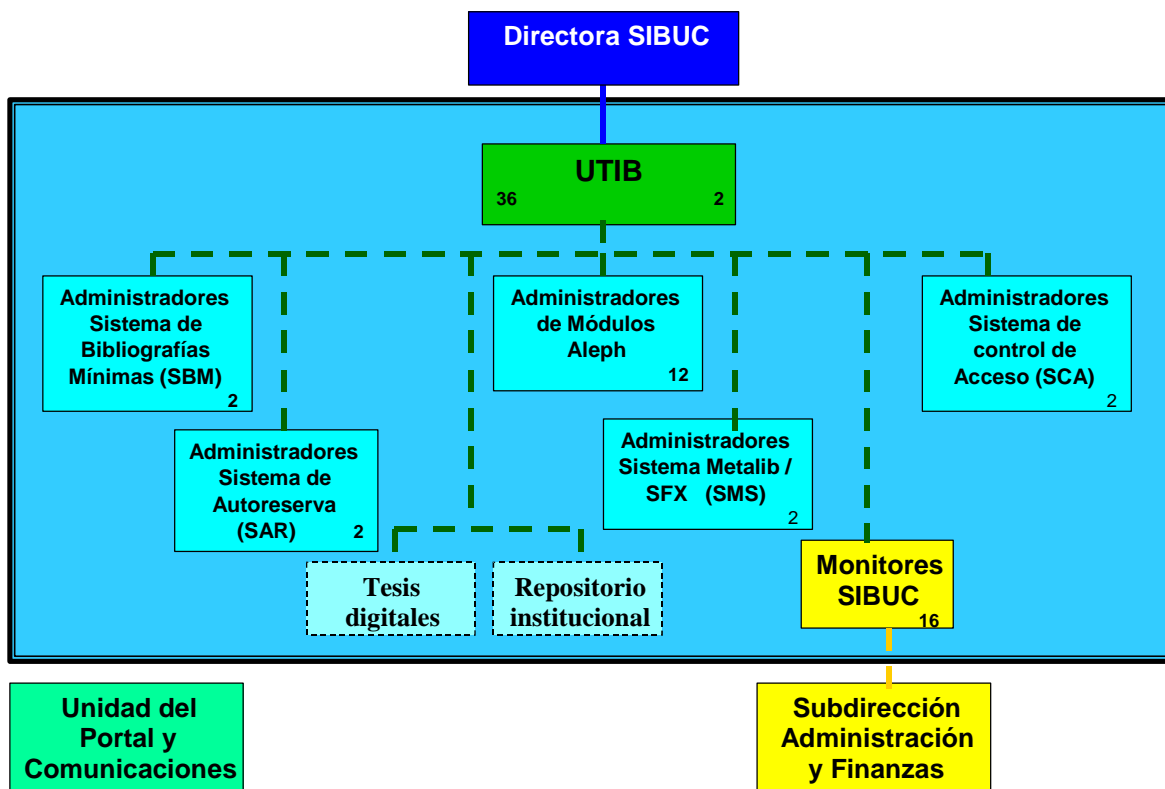 Directora SIBUC
UTIB
36 2
Administradores
Sistema de
Bibliografías
Mínimas (SBM)
2
Administradores
de Módulos
Aleph
12
Administradores
Sistema de
control de
Acceso (SCA)
2
Administradores
Sistema de
Autoreserva
(SAR) 2
Administradores
Sistema Metalib /
SFX (SMS)
2
Tesis
digitales
Repositorio
institucional
Monitores
SIBUC
16
Unidad del
Portal y
Comunicaciones
Subdirección
Administración
y Finanzas